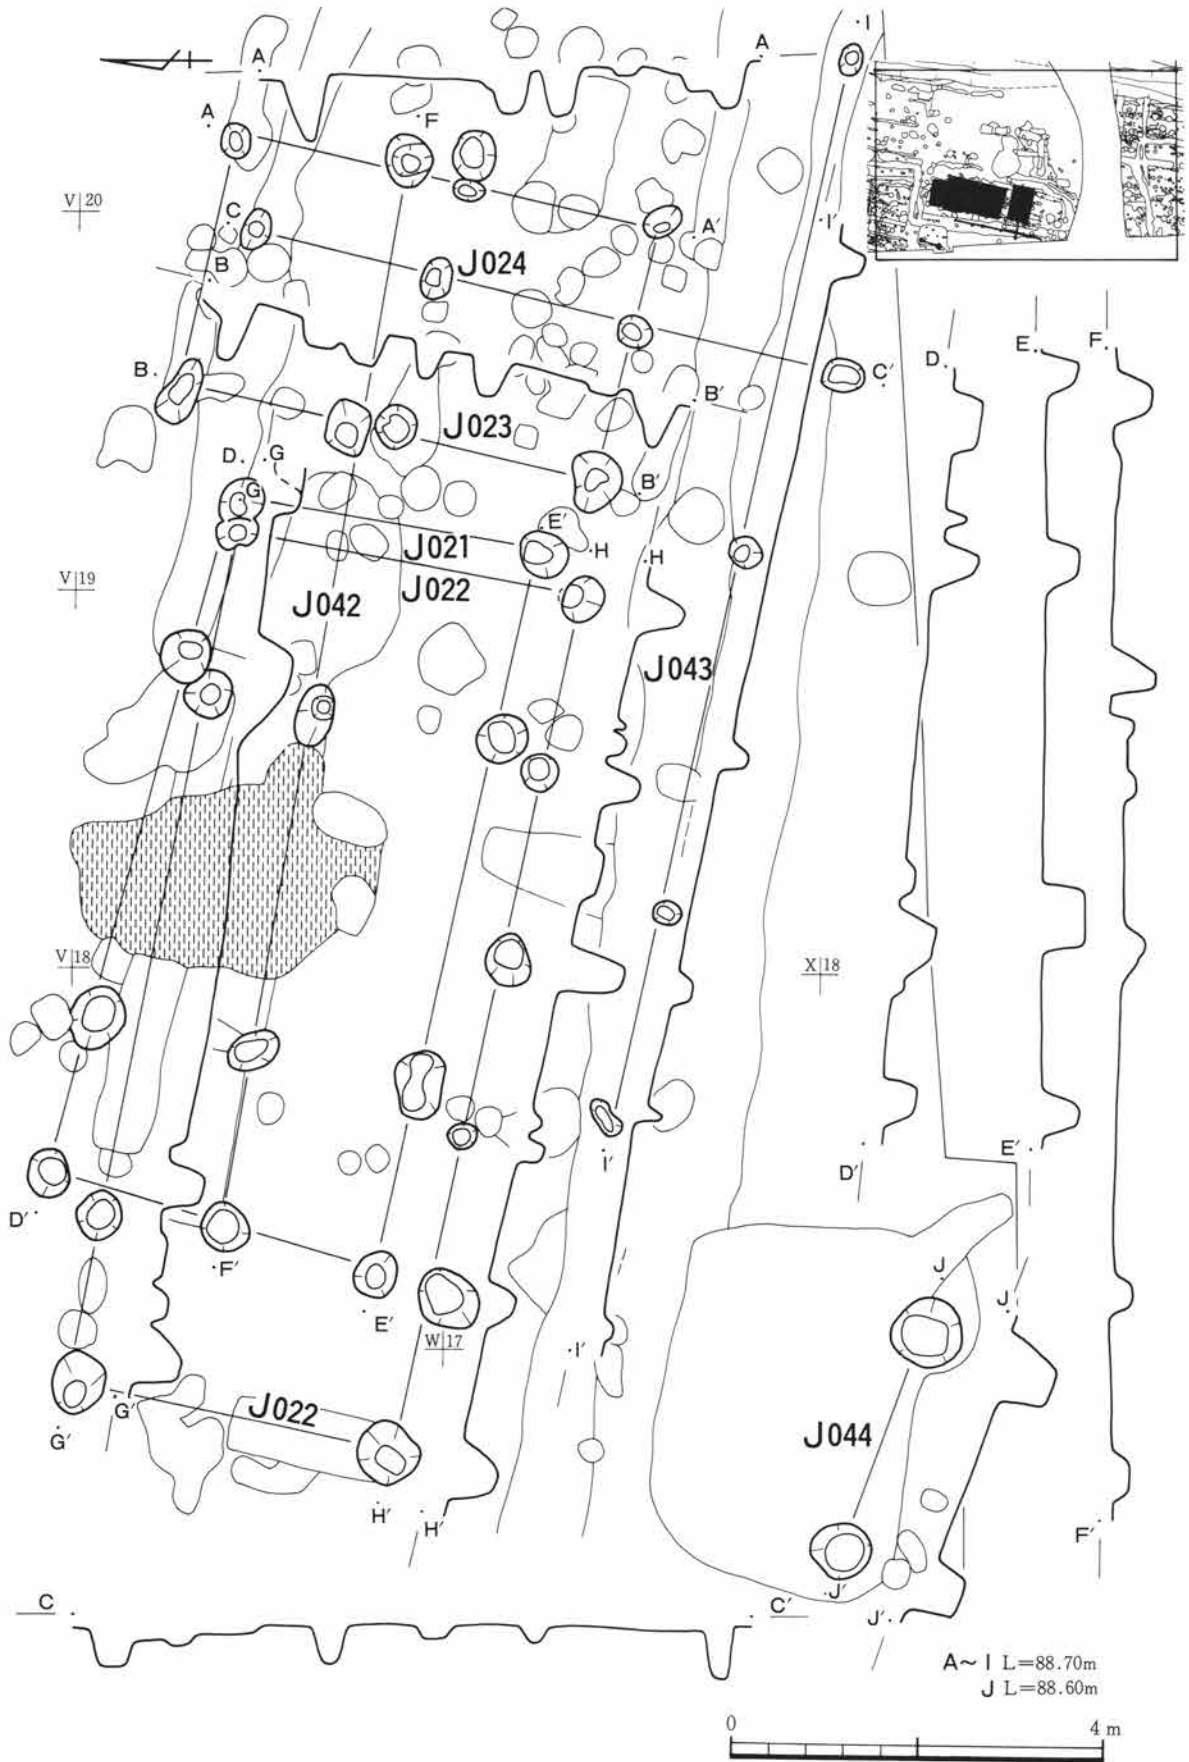 I
A
A
A
F
V 20
C
A'
I'
B
J024
D
E
F
B
C'
B'
J023
D
G
G
B'
E'
H
H
J021
J022
V 19
J042
J043
V 18
X 18
I'
E'
D'
D'
F'
J
J
E'
W 17
I'
J022
G'
G'
J044
H'
H'
F'
C
C'
J'
J'
A~I L=88.70m
J L=88.60m
0 4 m